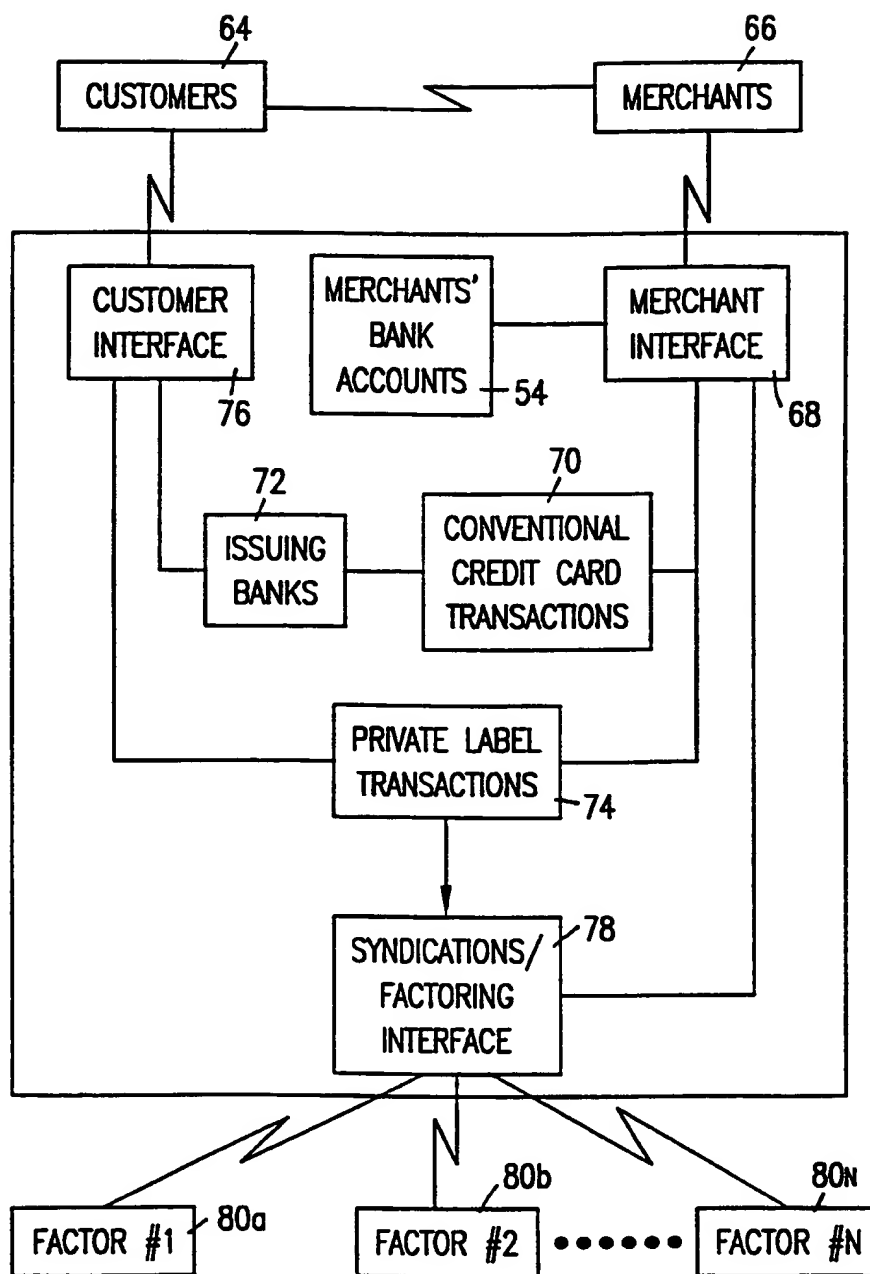 64
66
CUSTOMERS
MERCHANTS
CUSTOMER
INTERFACE
76
MERCHANTS'
BANK
ACCOUNTS
54
MERCHANT
INTERFACE
68
72
ISSUING
BANKS
70
CONVENTIONAL
CREDIT CARD
TRANSACTIONS
PRIVATE LABEL
TRANSACTIONS
74
SYNDICATIONS/
FACTORING
INTERFACE
78
FACTOR #1
80a
FACTOR #2
80b
FACTOR #N
80N